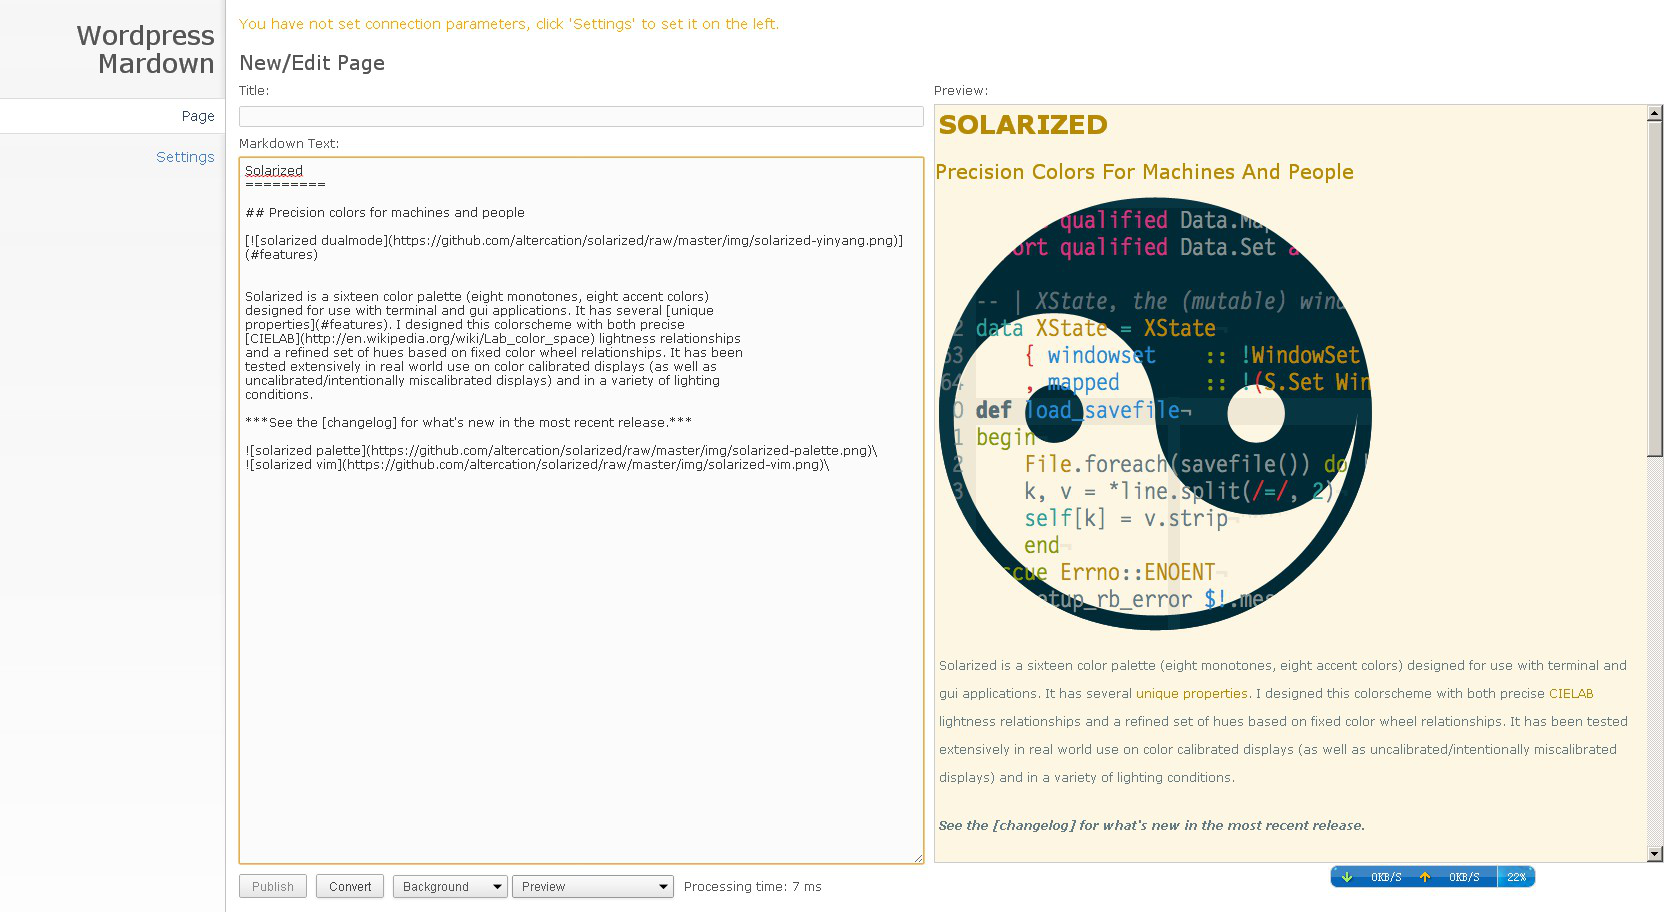 Wordpress
Mardown
Page
Settings
You have not set connection parameters, click 'Settings' to set it on the left.
New/Edit Page
Title:
Markdown Text:
Solarized
=========
## Precision colors for machines and people
[![solarized dualmode](https://github.com/altercation/solarized/raw/master/img/solarized-yinyang.png)]
(#features)
Solarized is a sixteen color palette (eight monotones, eight accent colors)
designed for use with terminal and gui applications. It has several [unique
properties](#features). I designed this colorscheme with both precise
[CIELAB](http://en.wikipedia.org/wiki/Lab_color_space) lightness relationships
and a refined set of hues based on fixed color wheel relationships. It has been
tested extensively in real world use on color calibrated displays (as well as
uncalibrated/intentionally miscalibrated displays) and in a variety of lighting
conditions.
***See the [changelog] for what's new in the most recent release.***
![solarized palette](https://github.com/altercation/solarized/raw/master/img/solarized-palette.png)\
![solarized vim](https://github.com/altercation/solarized/raw/master/img/solarized-vim.png)\
Publish
Convert
Background
Preview
Processing time: 7 ms
Preview:
SOLARIZED
Precision Colors For Machines And People
qualified Data.Map
ort qualified Data.Set a
-- | XState, the (mutable) wind
2 data XState = XState
63 { windowset :: !WindowSet
64 , mapped :: !(S.Set Win
0 def load_savefile¬
1 begin
2 File.foreach(savefile()) do
3 k, v = *line.split(/=/, 2)
self[k] = v.strip¬
end¬
scue Errno::ENOENT¬
etup_rb_error $!.mes
Solarized is a sixteen color palette (eight monotones, eight accent colors) designed for use with terminal and
gui applications. It has several unique properties. I designed this colorscheme with both precise CIELAB
lightness relationships and a refined set of hues based on fixed color wheel relationships. It has been tested
extensively in real world use on color calibrated displays (as well as uncalibrated/intentionally miscalibrated
displays) and in a variety of lighting conditions.
See the [changelog] for what's new in the most recent release.
0KB/S 0KB/S 22%